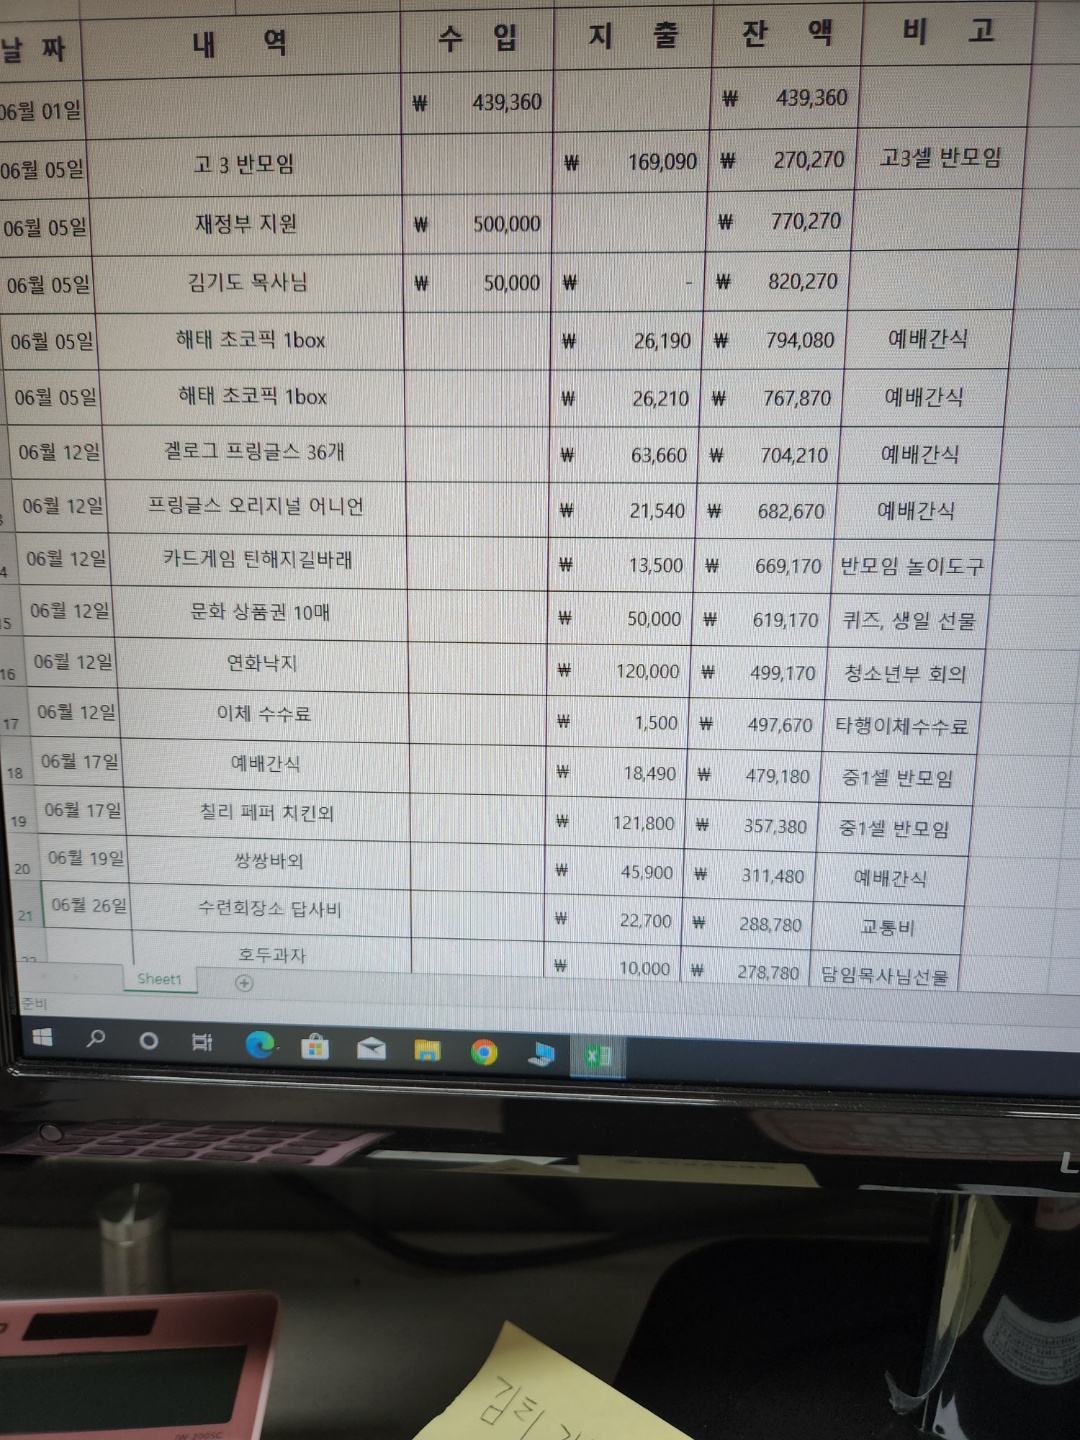 날 짜 내 역 수 입 지 출 잔 액 비 고
06월 01일 ₩ 439,360 ₩ 439,360
06월 05일 고 3 반모임 ₩ 169,090 ₩ 270,270 고3셀 반모임
06월 05일 재정부 지원 ₩ 500,000 ₩ 770,270
06월 05일 김기도 목사님 ₩ 50,000 ₩ - ₩ 820,270
06월 05일 해태 초코픽 1box ₩ 26,190 ₩ 794,080 예배간식
06월 05일 해태 초코픽 1box ₩ 26,210 ₩ 767,870 예배간식
06월 12일 겔로그 프링글스 36개 ₩ 63,660 ₩ 704,210 예배간식
06월 12일 프링글스 오리지널 어니언 ₩ 21,540 ₩ 682,670 예배간식
4 06월 12일 카드게임 틴해지길바래 ₩ 13,500 ₩ 669,170 반모임 놀이도구
15 06월 12일 문화 상품권 10매 ₩ 50,000 ₩ 619,170 퀴즈, 생일 선물
16 06월 12일 연화낙지 ₩ 120,000 ₩ 499,170 청소년부 회의
17 06월 12일 이체 수수료 ₩ 1,500 ₩ 497,670 타행이체수수료
18 06월 17일 예배간식 ₩ 18,490 ₩ 479,180 중1셀 반모임
19 06월 17일 칠리 페퍼 치킨외 ₩ 121,800 ₩ 357,380 중1셀 반모임
20 06월 19일 쌍쌍바외 ₩ 45,900 ₩ 311,480 예배간식
21 06월 26일 수련회장소 답사비 ₩ 22,700 ₩ 288,780 교통비
호두과자 ₩ 10,000 ₩ 278,780 담임목사님선물
Sheet1
준비
김치